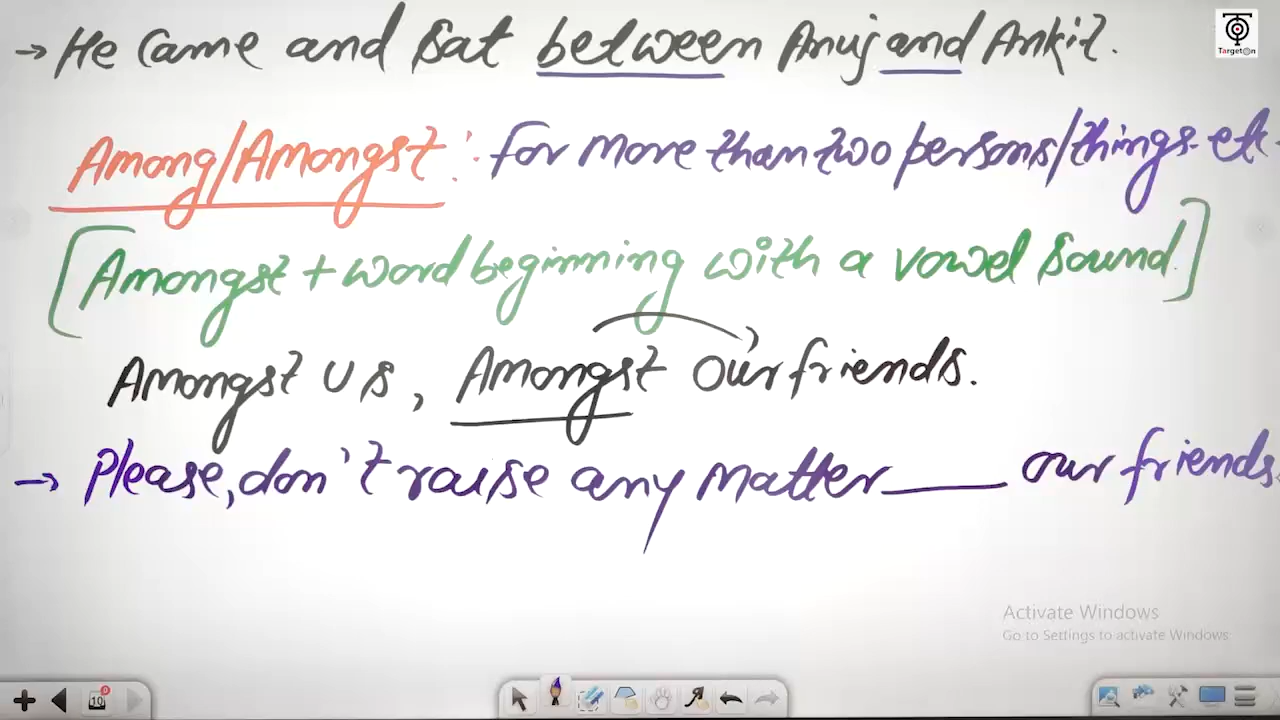 → He came and sat between Anuj and Ankit.
TargetOn
Among/Amongst : for more than two persons/things etc.
[Amongst + word beginning with a vowel sound.]
Amongst us, Amongst our friends.
→ Please, don't raise any matter ____ our friends.
Activate Windows
Go to Settings to activate Windows.
10